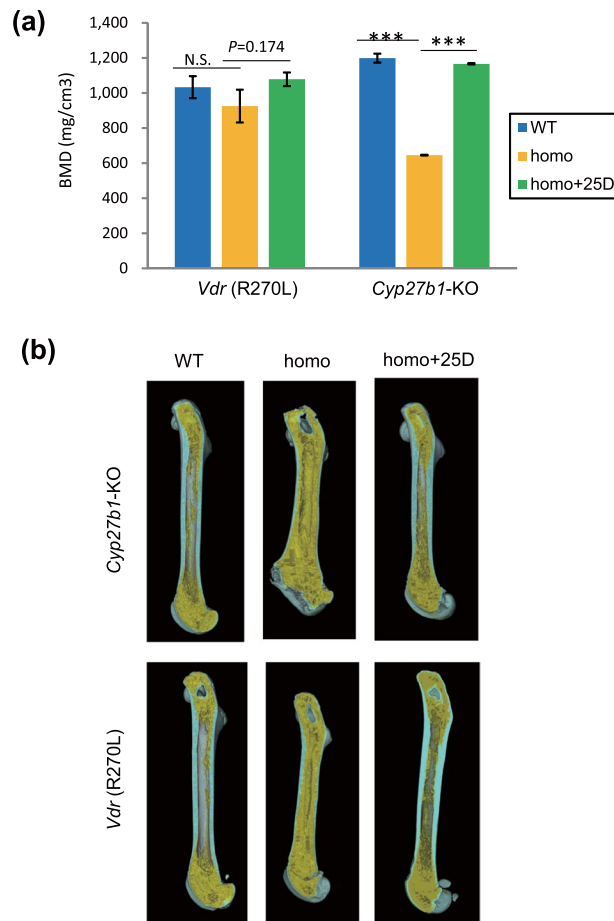 (a)
1,400
1,200
1,000
800
600
400
200
0
BMD (mg/cm3)
N.S.
P=0.174
*** ***
Vdr (R270L) Cyp27b1-KO
WT
homo
homo+25D
(b)
WT homo homo+25D
Cyp27b1-KO
Vdr (R270L)